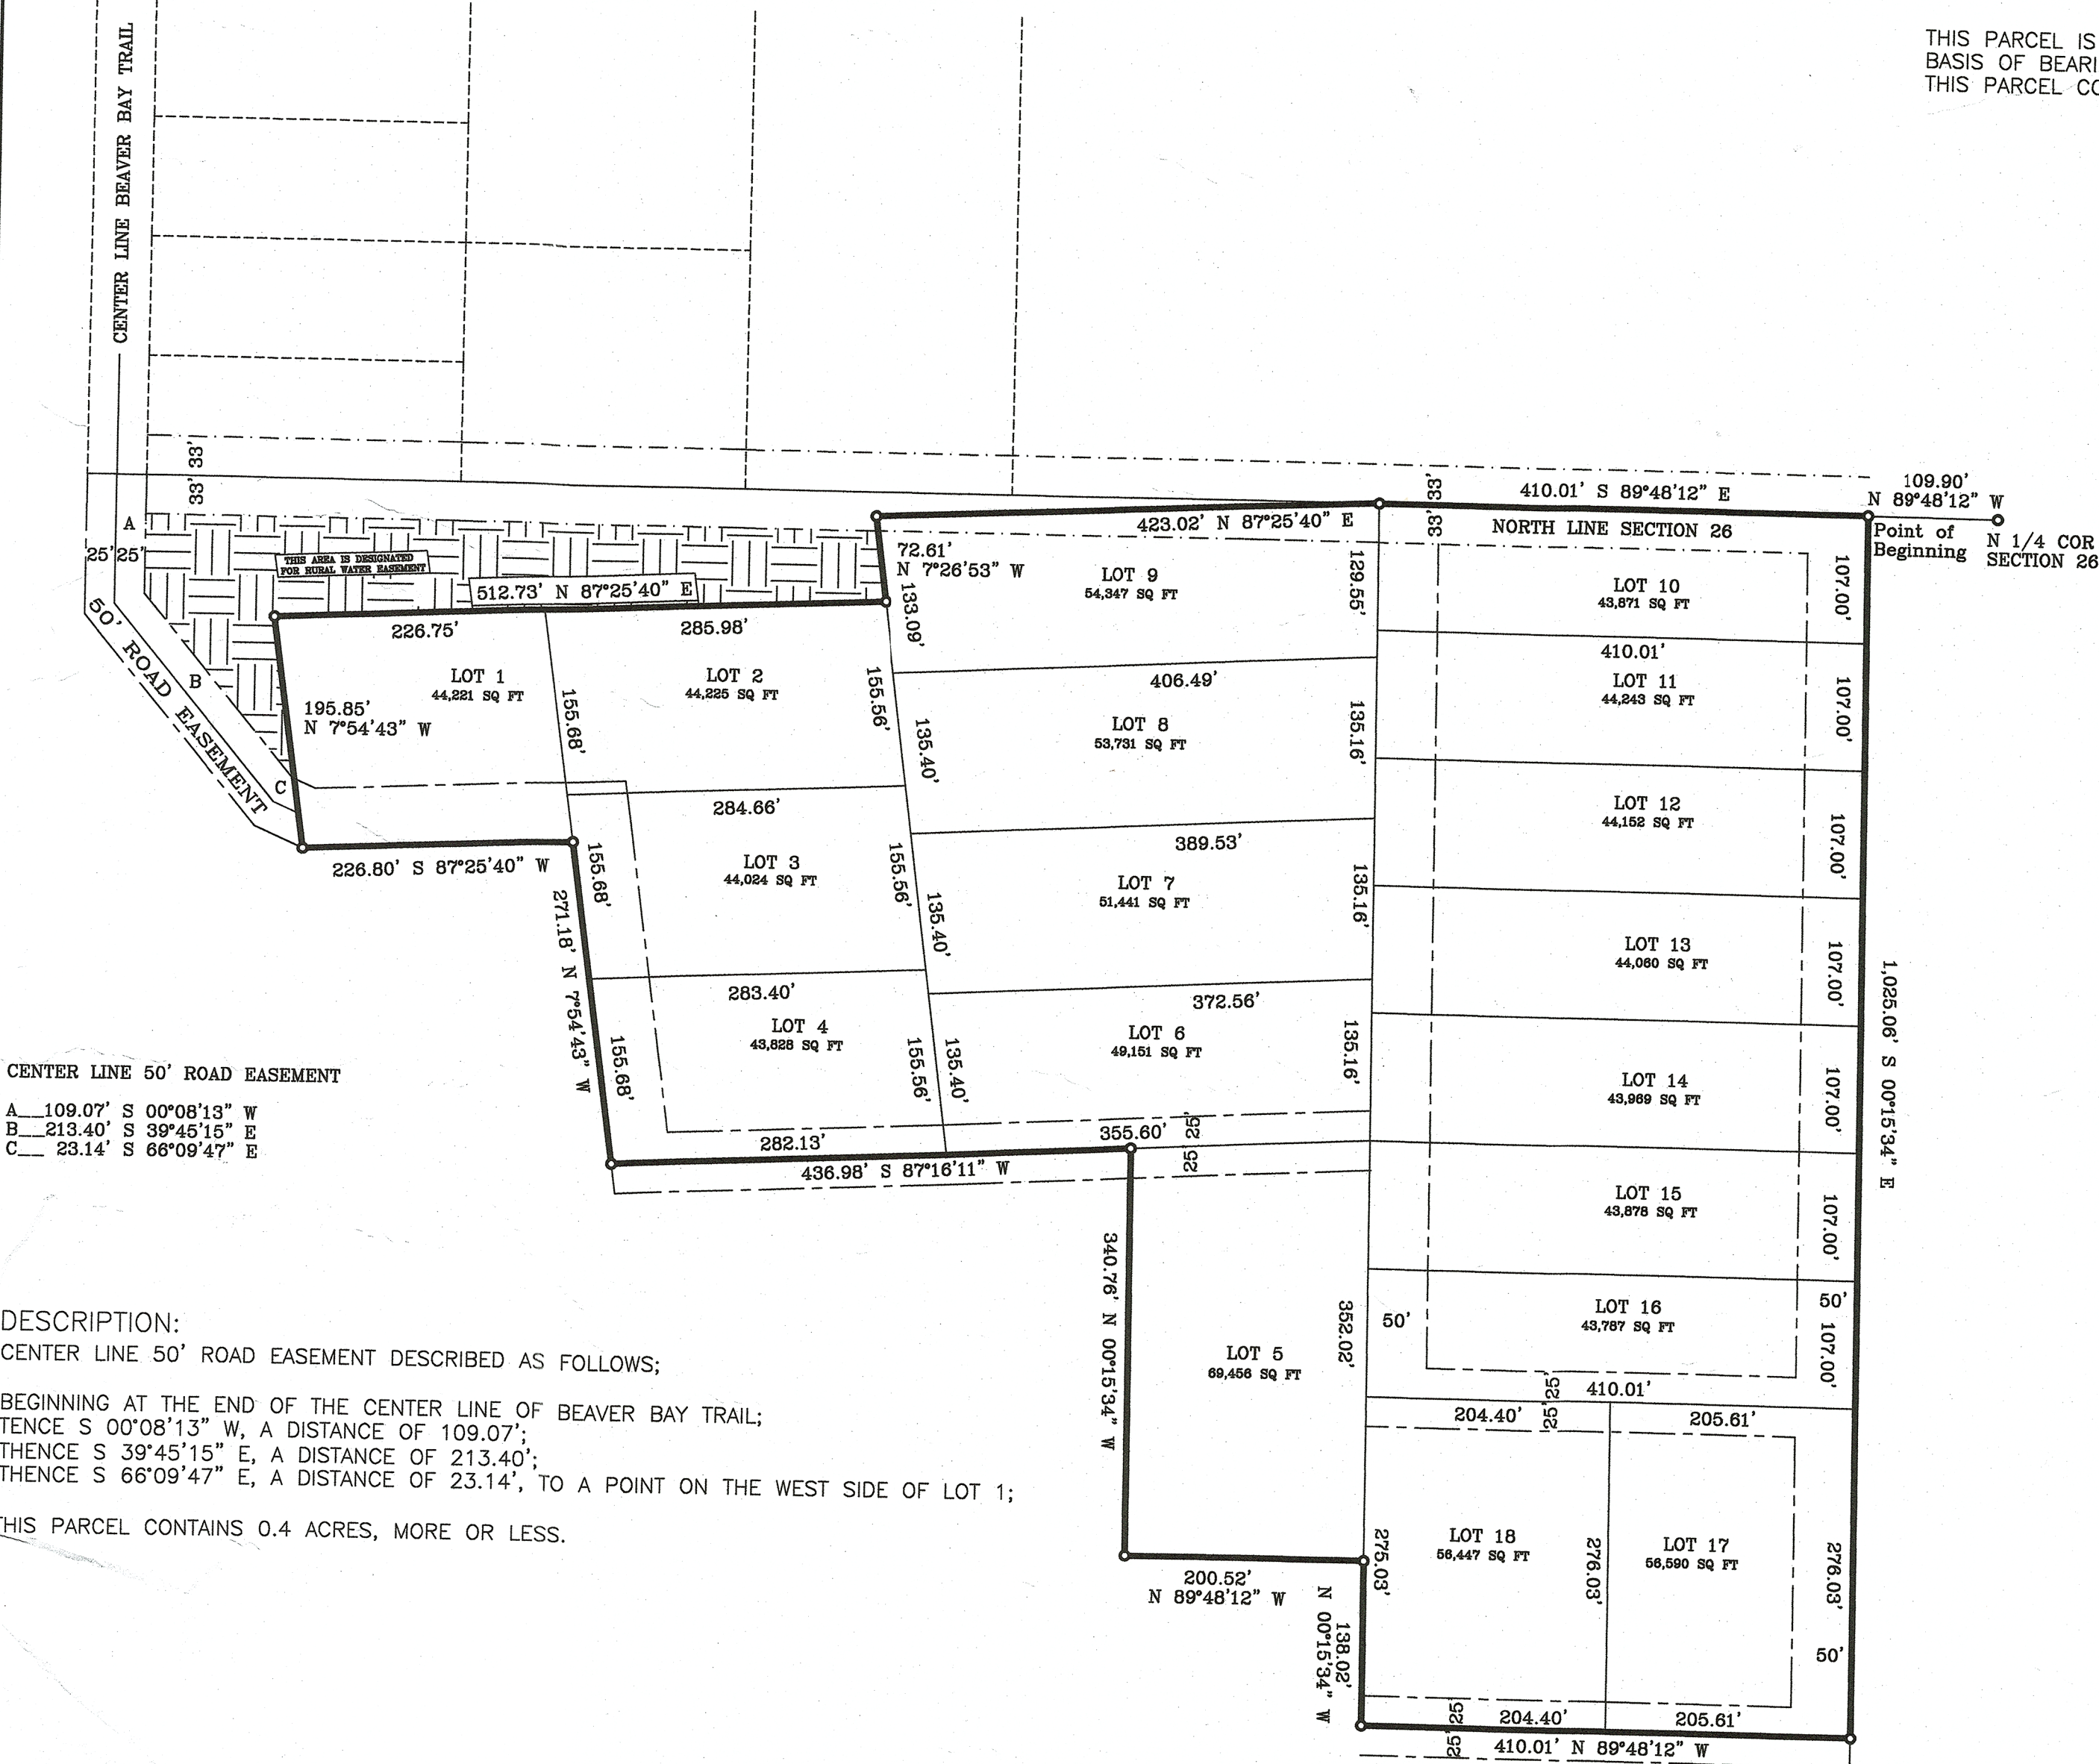 THIS PARCEL IS
BASIS OF BEARI
THIS PARCEL CO
CENTER LINE BEAVER BAY TRAIL
33' 33'
33' 33'
410.01' S 89°48'12" E
109.90'
N 89°48'12" W
NORTH LINE SECTION 26
Point of
Beginning
N 1/4 COR
SECTION 26
A
25' 25'
THIS AREA IS DESIGNATED
FOR RURAL WATER EASEMENT
512.73' N 87°25'40" E
423.02' N 87°25'40" E
72.61'
N 7°26'53" W
133.09'
LOT 9
54,347 SQ FT
129.55'
LOT 10
43,871 SQ FT
107.00'
226.75'
285.98'
LOT 1
44,221 SQ FT
LOT 2
44,225 SQ FT
195.85'
N 7°54'43" W
155.68'
155.56'
50' ROAD EASEMENT
B
C
406.49'
LOT 8
53,731 SQ FT
135.40'
135.16'
410.01'
LOT 11
44,243 SQ FT
107.00'
LOT 12
44,152 SQ FT
107.00'
226.80' S 87°25'40" W
284.66'
LOT 3
44,024 SQ FT
155.68'
155.56'
271.18' N 7°54'43" W
389.53'
LOT 7
51,441 SQ FT
135.40'
135.16'
LOT 13
44,060 SQ FT
107.00'
1,025.06' S 00°15'34" E
283.40'
LOT 4
43,828 SQ FT
155.68'
155.56'
372.56'
LOT 6
49,151 SQ FT
135.40'
135.16'
LOT 14
43,969 SQ FT
107.00'
282.13'
355.60'
25' 25'
436.98' S 87°16'11" W
LOT 15
43,878 SQ FT
107.00'
340.76' N 00°15'34" W
LOT 5
69,456 SQ FT
352.02'
50'
LOT 16
43,787 SQ FT
50'
107.00'
410.01'
25' 25'
204.40'
205.61'
LOT 18
56,447 SQ FT
275.03'
276.03'
LOT 17
56,590 SQ FT
276.03'
50'
200.52'
N 89°48'12" W
138.02'
N 00°15'34" W
204.40'
205.61'
25' 25'
410.01' N 89°48'12" W
CENTER LINE 50' ROAD EASEMENT
A__109.07' S 00°08'13" W
B__213.40' S 39°45'15" E
C__ 23.14' S 66°09'47" E
DESCRIPTION:
CENTER LINE 50' ROAD EASEMENT DESCRIBED AS FOLLOWS;
BEGINNING AT THE END OF THE CENTER LINE OF BEAVER BAY TRAIL;
TENCE S 00°08'13" W, A DISTANCE OF 109.07';
THENCE S 39°45'15" E, A DISTANCE OF 213.40';
THENCE S 66°09'47" E, A DISTANCE OF 23.14', TO A POINT ON THE WEST SIDE OF LOT 1;
THIS PARCEL CONTAINS 0.4 ACRES, MORE OR LESS.